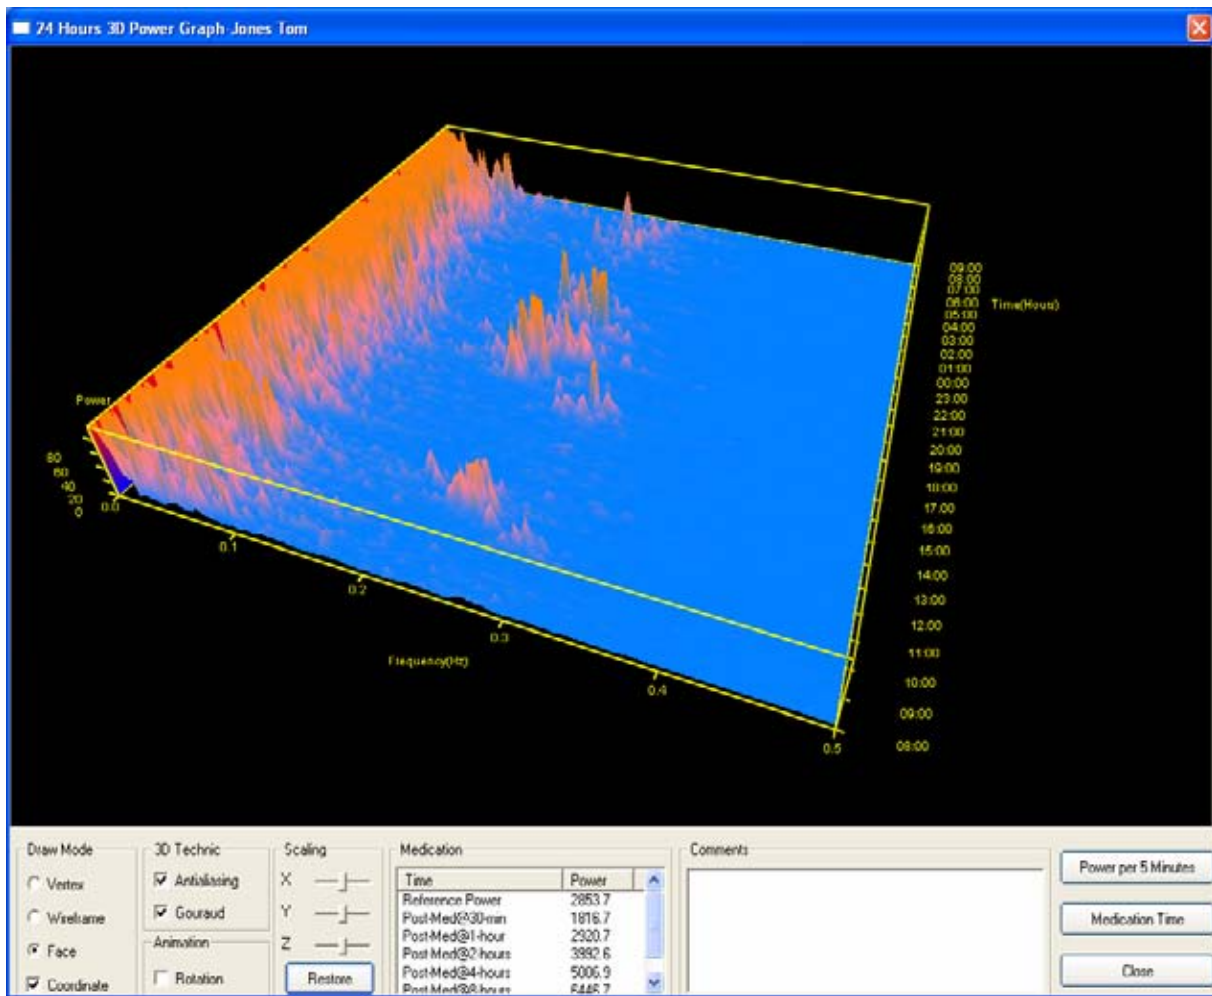 24 Hours 3D Power Graph-Jones Tom
09:00
08:00
07:00
06:00
Time(Hours)
05:00
04:00
03:00
02:00
01:00
00:00
23:00
22:00
21:00
20:00
19:00
18:00
17:00
16:00
15:00
14:00
13:00
12:00
11:00
10:00
09:00
08:00
Power
80
60
40
20
0
0.0
0.1
0.2
0.3
0.4
0.5
Frequency(Hz)
Draw Mode
Vertex
Wireframe
Face
Coordinate
3D Technic
Antialiasing
Gouraud
Animation
Rotation
Scaling
X
Y
Z
Restore
Medication
Time Power
Reference Power 2853.7
Post-Med@30-min 1816.7
Post-Med@1-hour 2920.7
Post-Med@2-hours 3992.6
Post-Med@4-hours 5006.9
Post-Med@8-hours 6446.7
Comments
Power per 5 Minutes
Medication Time
Close